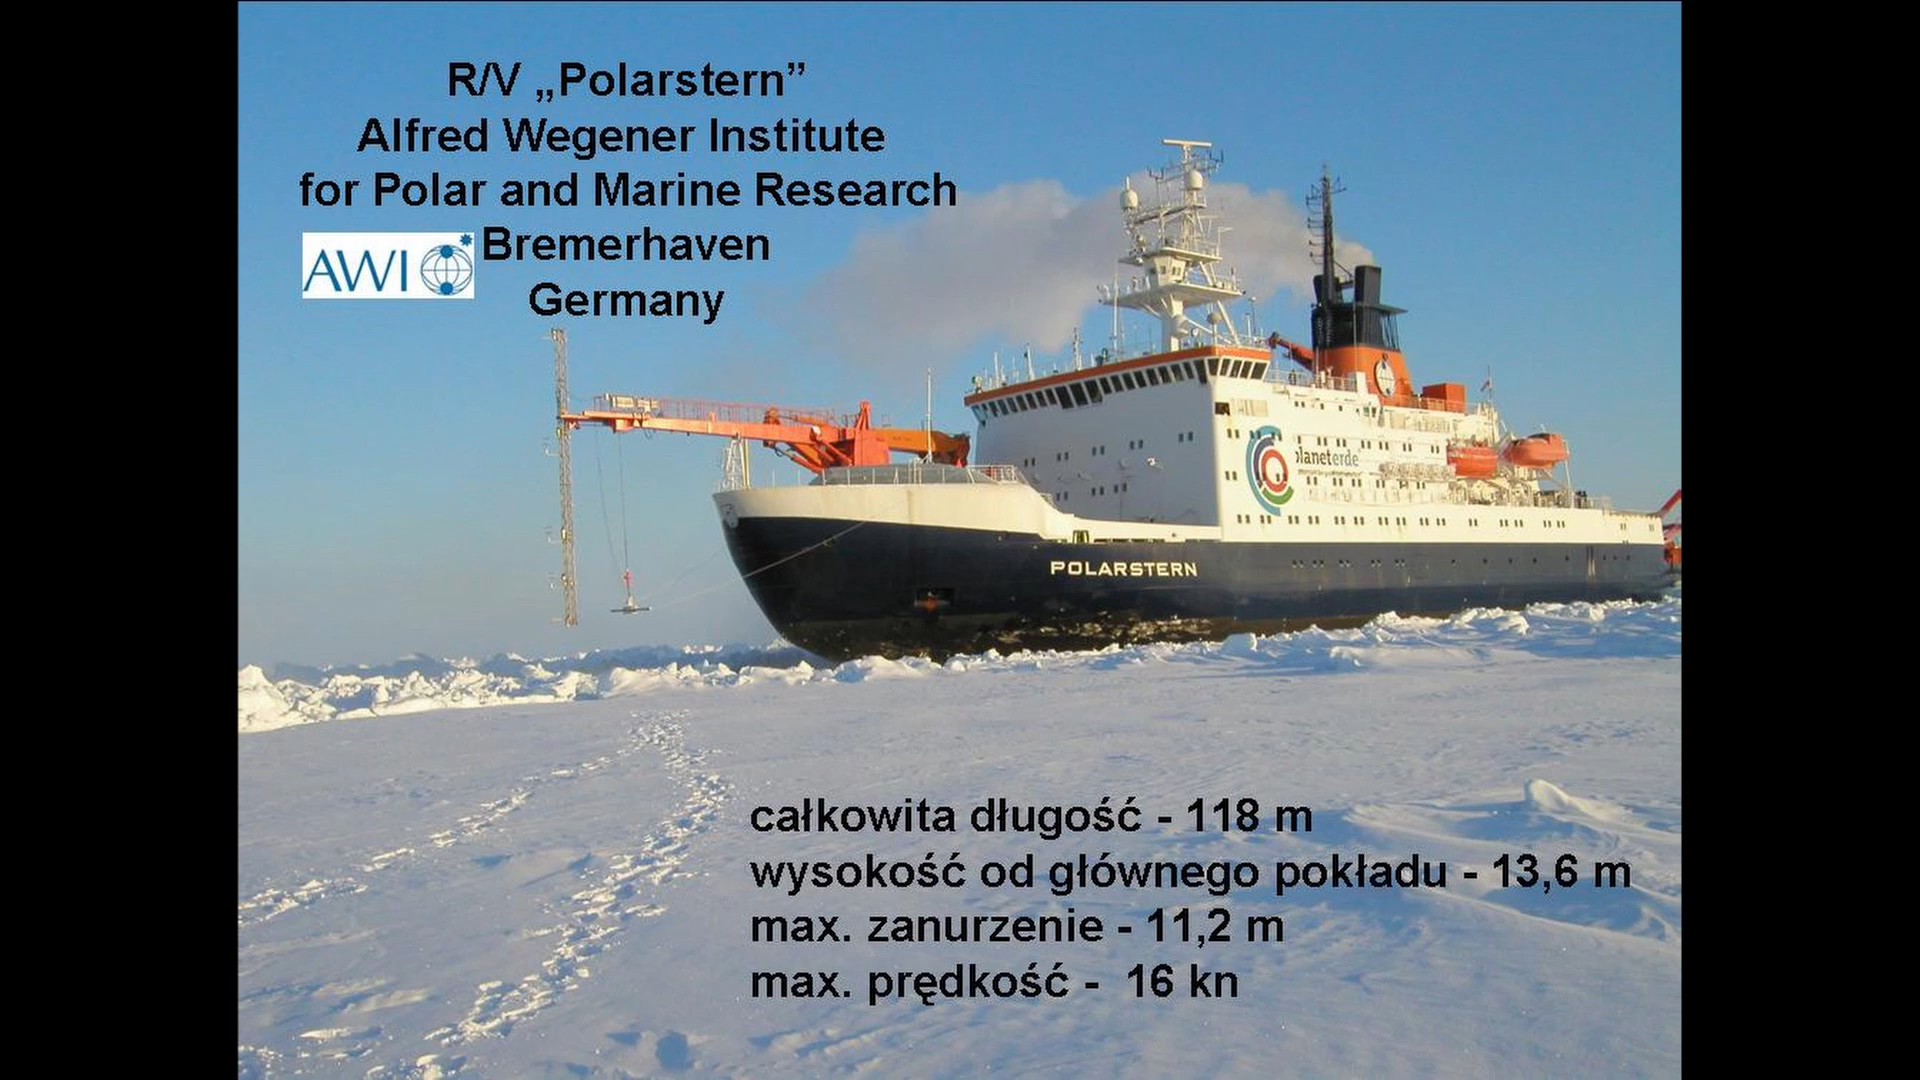 R/V „Polarstern”
Alfred Wegener Institute
for Polar and Marine Research
AWI
Bremerhaven
Germany
planeterde
POLARSTERN
całkowita długość - 118 m
wysokość od głównego pokładu - 13,6 m
max. zanurzenie - 11,2 m
max. prędkość - 16 kn